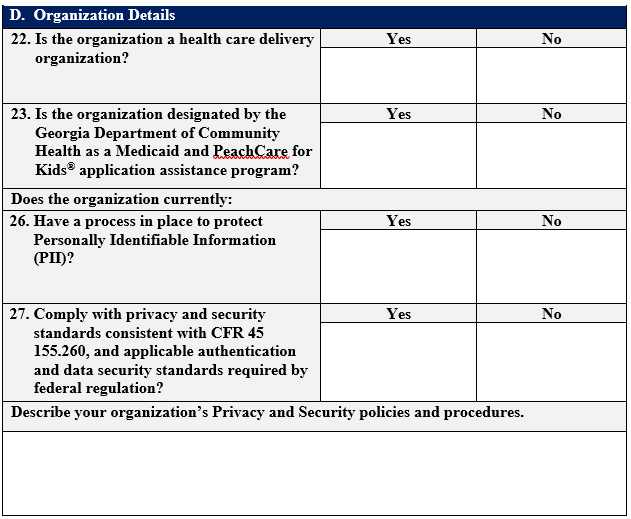 D. Organization Details
22. Is the organization a health care delivery
organization?
Yes
No
23. Is the organization designated by the
Georgia Department of Community
Health as a Medicaid and PeachCare for
Kids® application assistance program?
Yes
No
Does the organization currently:
26. Have a process in place to protect
Personally Identifiable Information
(PII)?
Yes
No
27. Comply with privacy and security
standards consistent with CFR 45
155.260, and applicable authentication
and data security standards required by
federal regulation?
Yes
No
Describe your organization’s Privacy and Security policies and procedures.